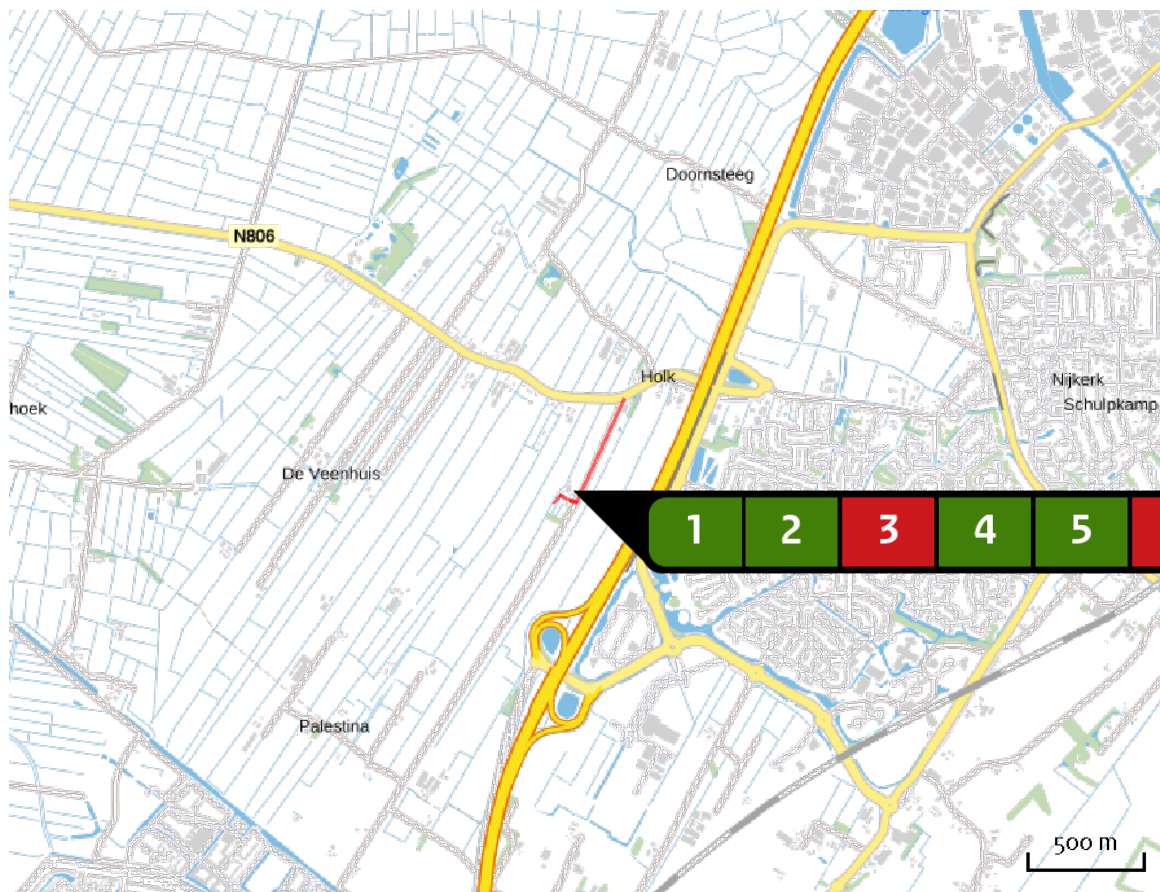 Doornsteeg
N806
Holk
Nijkerk
Schulpkamp
hoek
De Veenhuis
1 2 3 4 5
Palestina
500 m